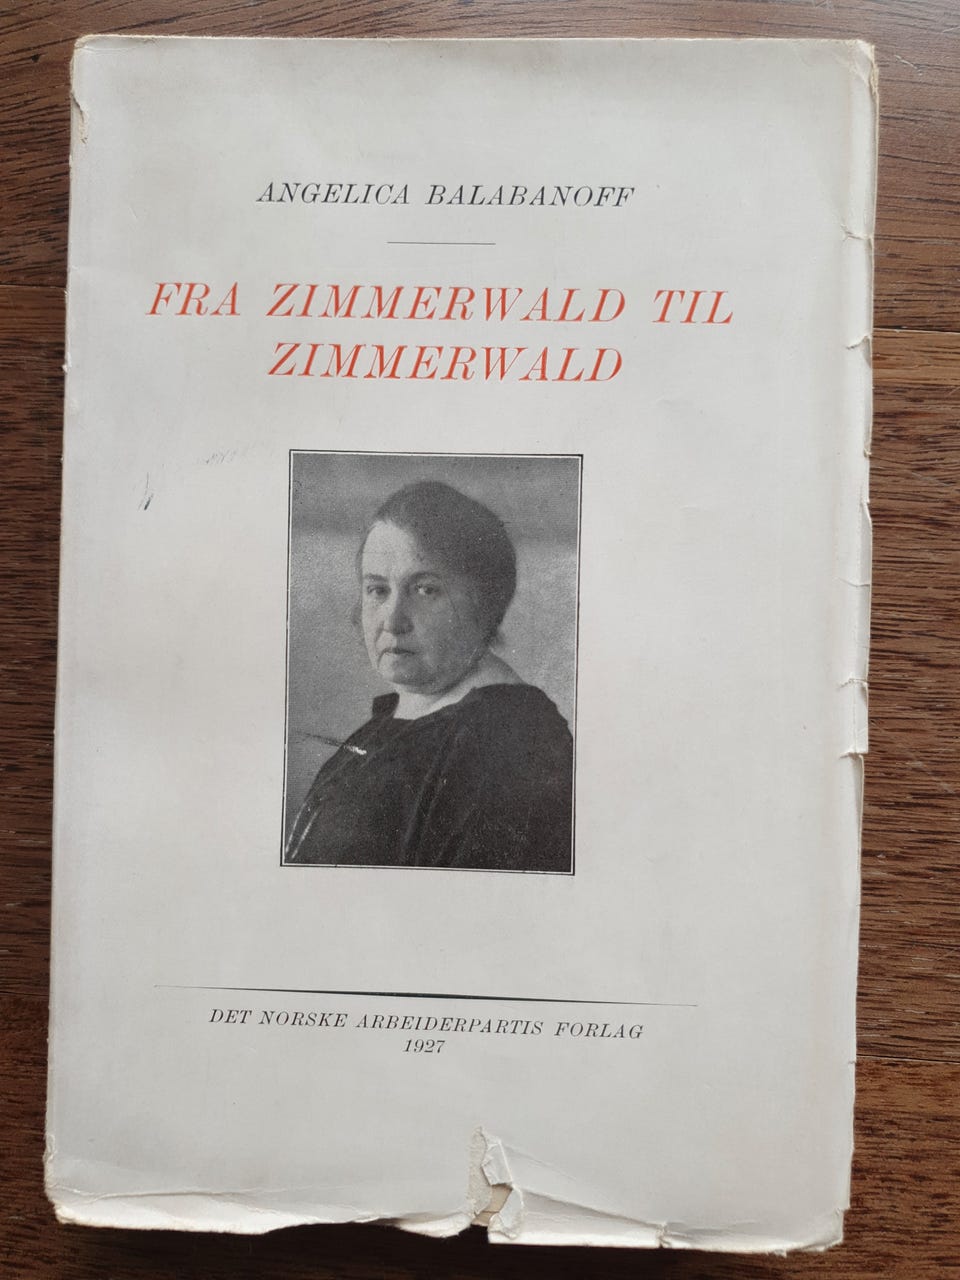 ANGELICA BALABANOFF
FRA ZIMMERWALD TIL
ZIMMERWALD
DET NORSKE ARBEIDERPARTIS FORLAG
1927